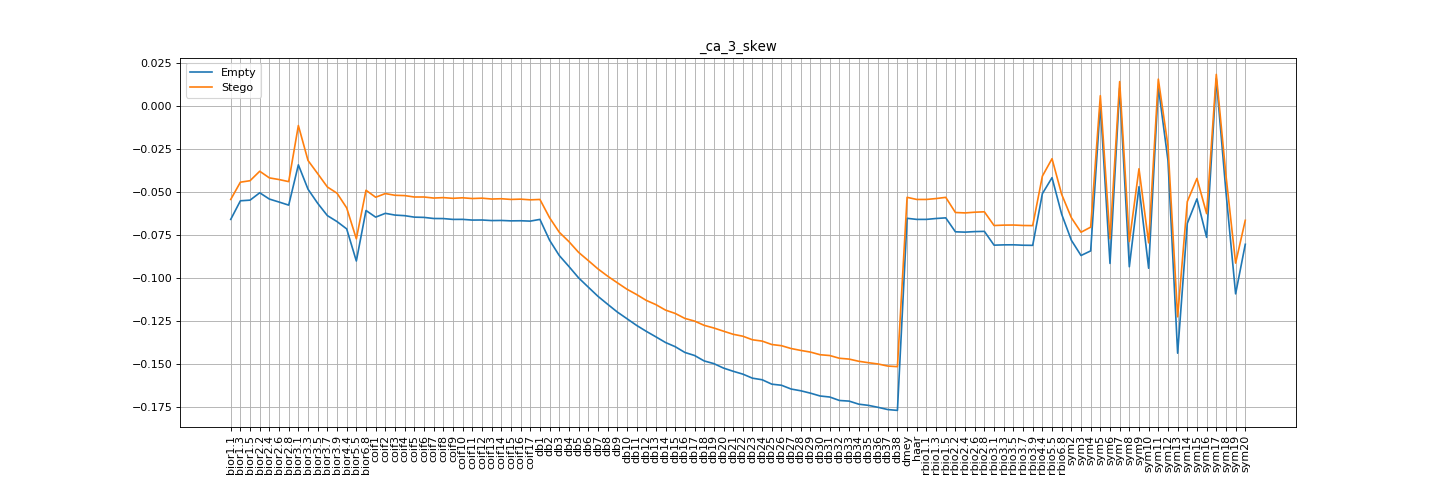 _ca_3_skew
Empty
Stego
0.025
0.000
−0.025
−0.050
−0.075
−0.100
−0.125
−0.150
−0.175
bior1.1
bior1.3
bior1.5
bior2.2
bior2.4
bior2.6
bior2.8
bior3.1
bior3.3
bior3.5
bior3.7
bior3.9
bior4.4
bior5.5
bior6.8
coif1
coif2
coif3
coif4
coif5
coif6
coif7
coif8
coif9
coif10
coif11
coif12
coif13
coif14
coif15
coif16
coif17
db1
db2
db3
db4
db5
db6
db7
db8
db9
db10
db11
db12
db13
db14
db15
db16
db17
db18
db19
db20
db21
db22
db23
db24
db25
db26
db27
db28
db29
db30
db31
db32
db33
db34
db35
db36
db37
db38
dmey
haar
rbio1.1
rbio1.3
rbio1.5
rbio2.2
rbio2.4
rbio2.6
rbio2.8
rbio3.1
rbio3.3
rbio3.5
rbio3.7
rbio3.9
rbio4.4
rbio5.5
rbio6.8
sym2
sym3
sym4
sym5
sym6
sym7
sym8
sym9
sym10
sym11
sym12
sym13
sym14
sym15
sym16
sym17
sym18
sym19
sym20